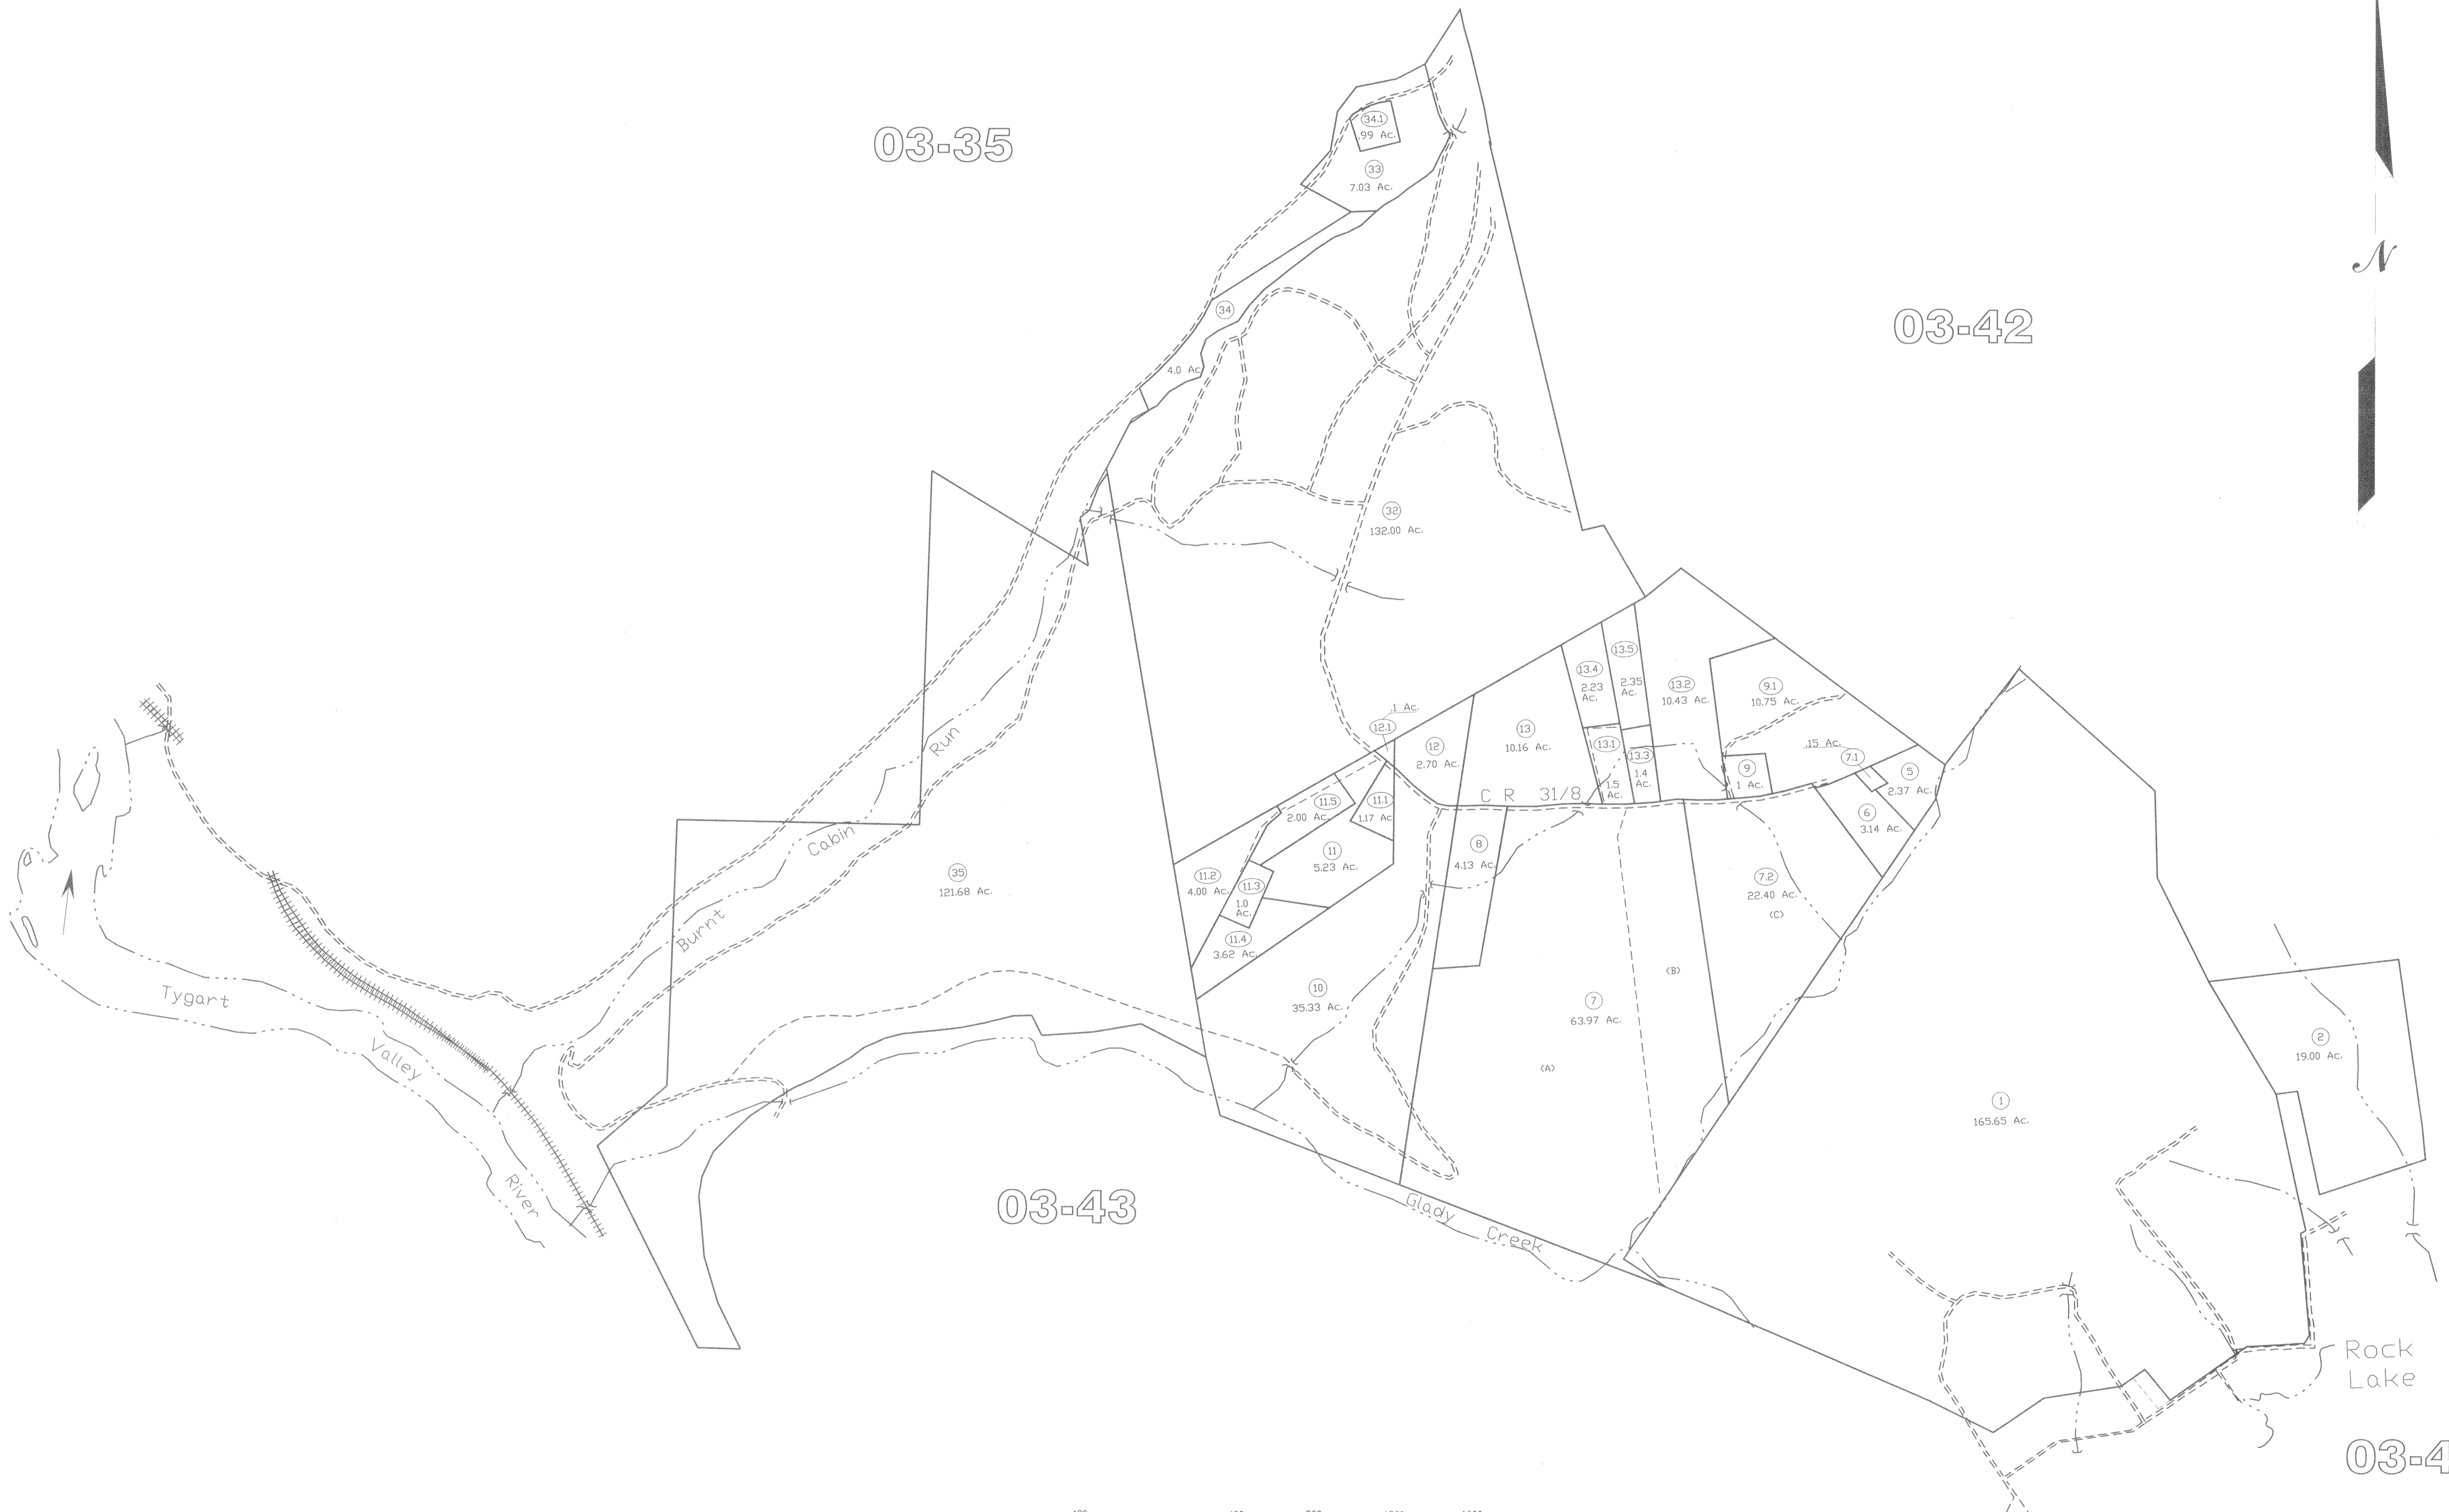 03-35
34.1
.99 Ac.
33
7.03 Ac.
N
03-42
34
4.0 Ac
32
132.00 Ac.
13.5
2.35
Ac.
13.4
2.23
Ac.
13.2
10.43 Ac.
9.1
10.75 Ac.
.1 Ac.
12.1
12
2.70 Ac.
13
10.16 Ac.
13.1
1.5
Ac.
13.3
1.4
Ac.
.15 Ac.
7.1
9
1 Ac.
5
2.37 Ac.
6
3.14 Ac.
C R 31/8
11.5
2.00 Ac.
11.1
1.17 Ac
11
5.23 Ac.
8
4.13 Ac.
11.2
4.00 Ac.
11.3
1.0
Ac.
11.4
3.62 Ac.
7.2
22.40 Ac.
(C)
35
121.68 Ac.
Burnt Cabin Run
Tygart Valley River
10
35.33 Ac.
7
63.97 Ac.
(B)
(A)
2
19.00 Ac.
1
165.65 Ac.
03-43
Glady Creek
Rock
Lake
03-4